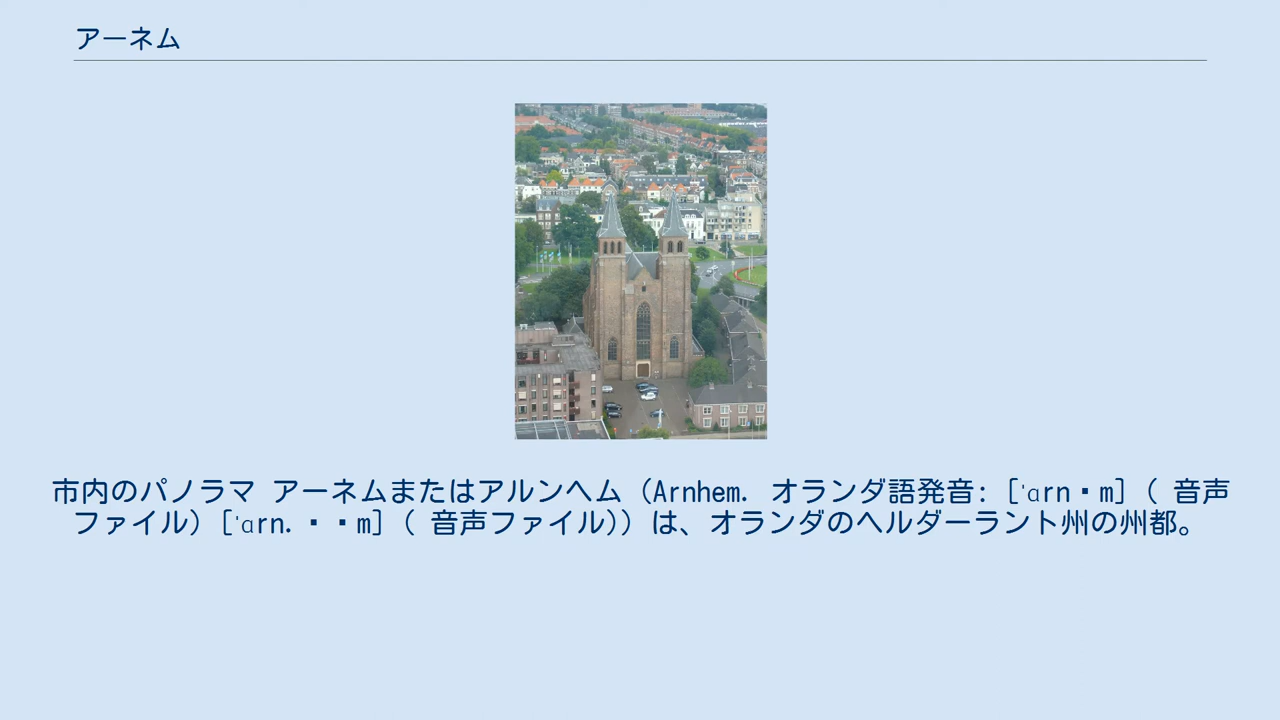 アーネム
市内のパノラマ アーネムまたはアルンヘム（Arnhem. オランダ語発音: [ˈɑrn▪m]（ 音声
ファイル）[ˈɑrn.▪▪m]（ 音声ファイル)）は、オランダのヘルダーラント州の州都。